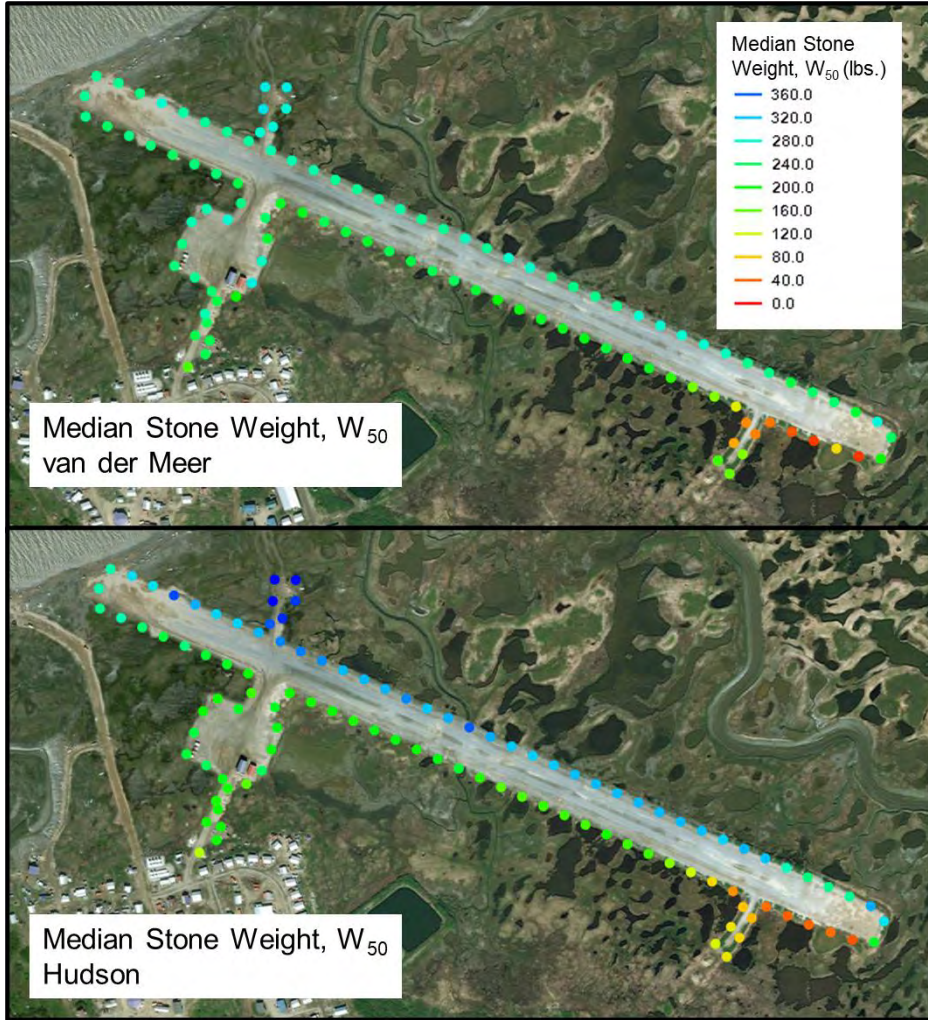 Median Stone
Weight, W50 (lbs.)
360.0
320.0
280.0
240.0
200.0
160.0
120.0
80.0
40.0
0.0
Median Stone Weight, W50
van der Meer
Median Stone Weight, W50
Hudson